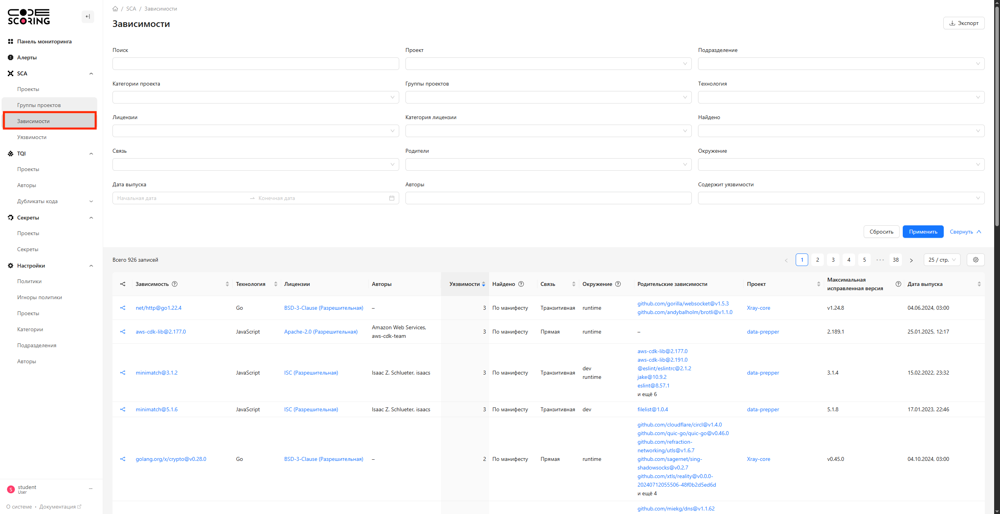 CODE
SCORING
Панель мониторинга
Алерты
SCA
Проекты
Группы проектов
Зависимости
Уязвимости
TQI
Проекты
Авторы
Дубликаты кода
Секреты
Проекты
Секреты
Настройки
Политики
Игноры политики
Проекты
Категории
Подразделения
Авторы
S student
User
...
О системе · Документация
/ SCA / Зависимости
Зависимости
Экспорт
Поиск Проект Подразделение
Категории проекта Группы проектов Технология
Лицензии Категория лицензии Найдено
Связь Родители Окружение
Дата выпуска Авторы Содержит уязвимости
Начальная дата → Конечная дата
Сбросить Применить Свернуть
Всего 926 записей
< 1 2 3 4 5 ••• 38 > 25 / стр.
Зависимость ? Технология Лицензии Авторы Уязвимости Найдено ? Связь Окружение ? Родительские зависимости Проект Максимальная исправленная версия ? Дата выпуска
net/http@go1.22.4 Go BSD-3-Clause (Разрешительная) – 3 По манифесту Транзитивная runtime
github.com/gorilla/websocket@v1.5.3
github.com/andybalholm/brotli@v1.1.0
Xray-core v1.24.8 04.06.2024, 03:00
aws-cdk-lib@2.177.0 JavaScript Apache-2.0 (Разрешительная)
Amazon Web Services,
aws-cdk-team
3 По манифесту Прямая runtime – data-prepper 2.189.1 25.01.2025, 12:17
minimatch@3.1.2 JavaScript ISC (Разрешительная) Isaac Z. Schlueter, isaacs 3 По манифесту Транзитивная
dev
runtime
aws-cdk-lib@2.177.0
aws-cdk-lib@2.191.0
@eslint/eslintrc@2.1.2
jake@10.9.2
eslint@8.57.1
и ещё 6
data-prepper 3.1.4 15.02.2022, 23:32
minimatch@5.1.6 JavaScript ISC (Разрешительная) Isaac Z. Schlueter, isaacs 3 По манифесту Транзитивная dev filelist@1.0.4 data-prepper 5.1.8 17.01.2023, 22:46
golang.org/x/crypto@v0.28.0 Go BSD-3-Clause (Разрешительная) – 2 По манифесту Прямая runtime
github.com/cloudflare/circl@v1.4.0
github.com/quic-go/quic-go@v0.46.0
github.com/refraction-
networking/utls@v1.6.7
github.com/sagernet/sing-
shadowsocks@v0.2.7
github.com/xtls/reality@v0.0.0-
20240712055506-48f0b2d5ed6d
и ещё 4
Xray-core v0.45.0 04.10.2024, 03:00
github.com/miekg/dns@v1.1.62